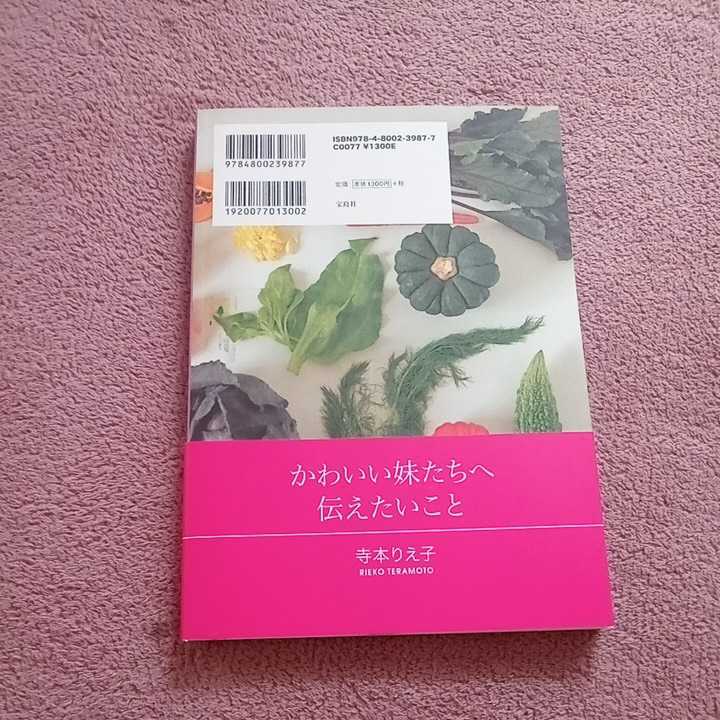 ISBN978-4-8002-3987-7
C0077 ¥1300E
9784800239877
定価 本体1300円 +税
1920077013002
宝島社
かわいい妹たちへ
伝えたいこと
寺本りえ子
RIEKO TERAMOTO